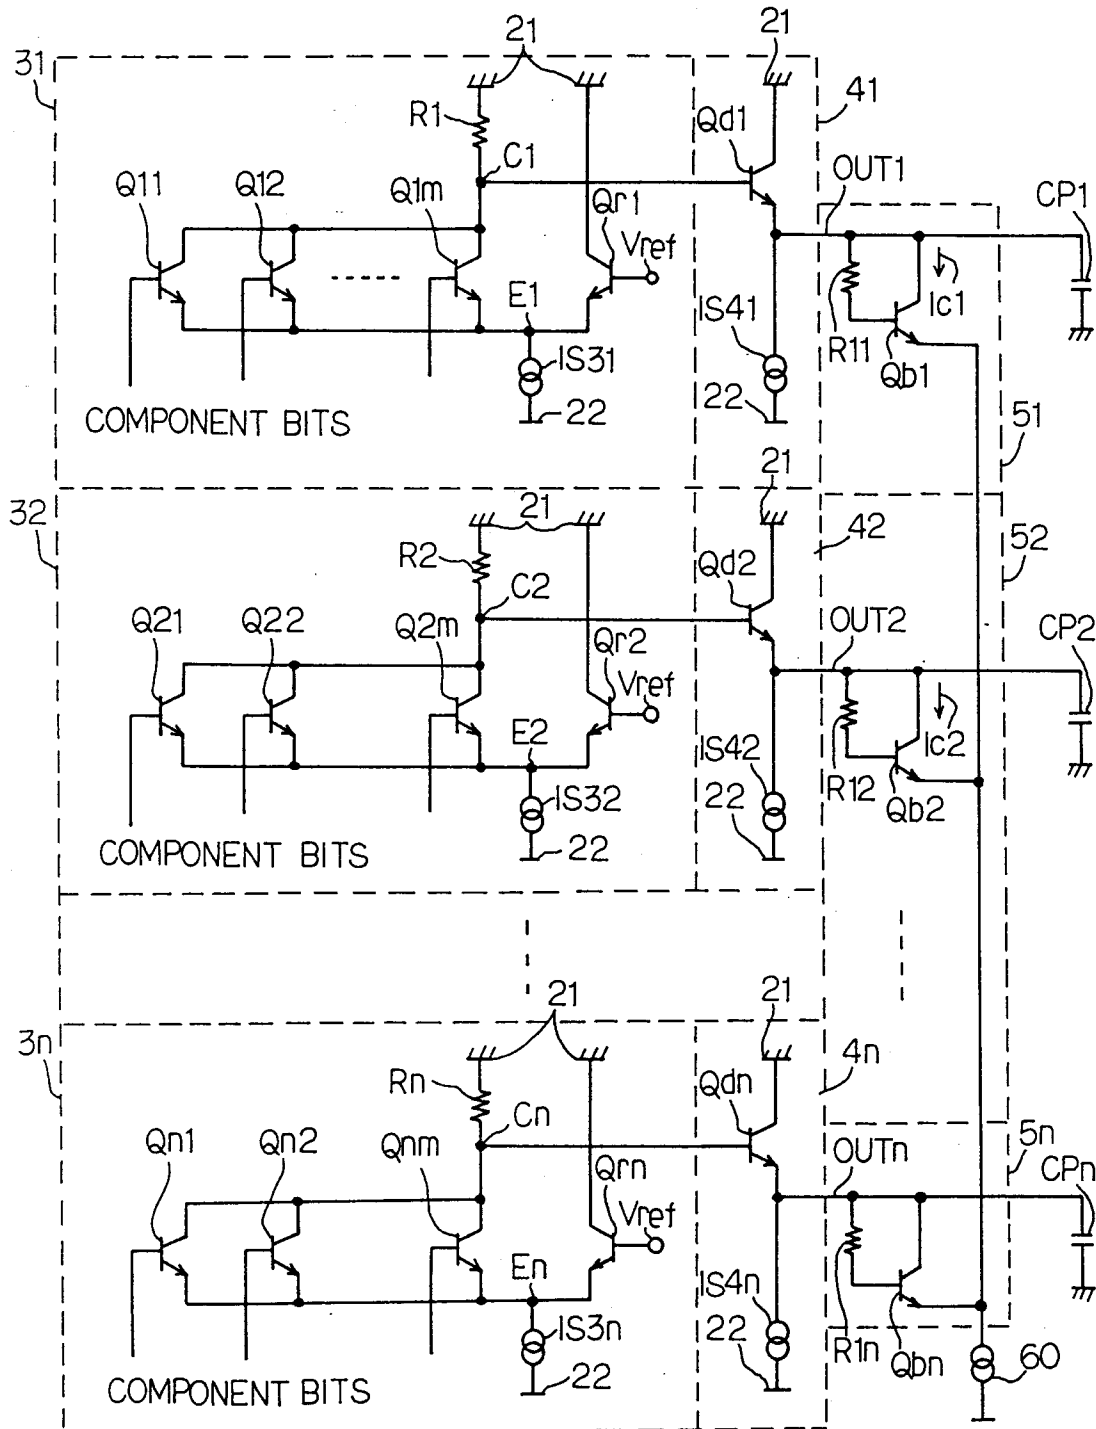 31
21
21
41
R1
C1
Qd1
OUT1
CP1
Q11
Q12
Q1m
Qr1
Vref
E1
IS31
22
IS41
22
R11
Qb1
Ic1
COMPONENT BITS
51
32
21
21
42
52
R2
C2
Qd2
OUT2
CP2
Q21
Q22
Q2m
Qr2
Vref
E2
IS32
22
IS42
22
R12
Qb2
Ic2
COMPONENT BITS
3n
21
21
4n
Rn
Cn
Qdn
OUTn
5n
CPn
Qn1
Qn2
Qnm
Qrn
Vref
En
IS3n
22
IS4n
22
R1n
Qbn
60
COMPONENT BITS